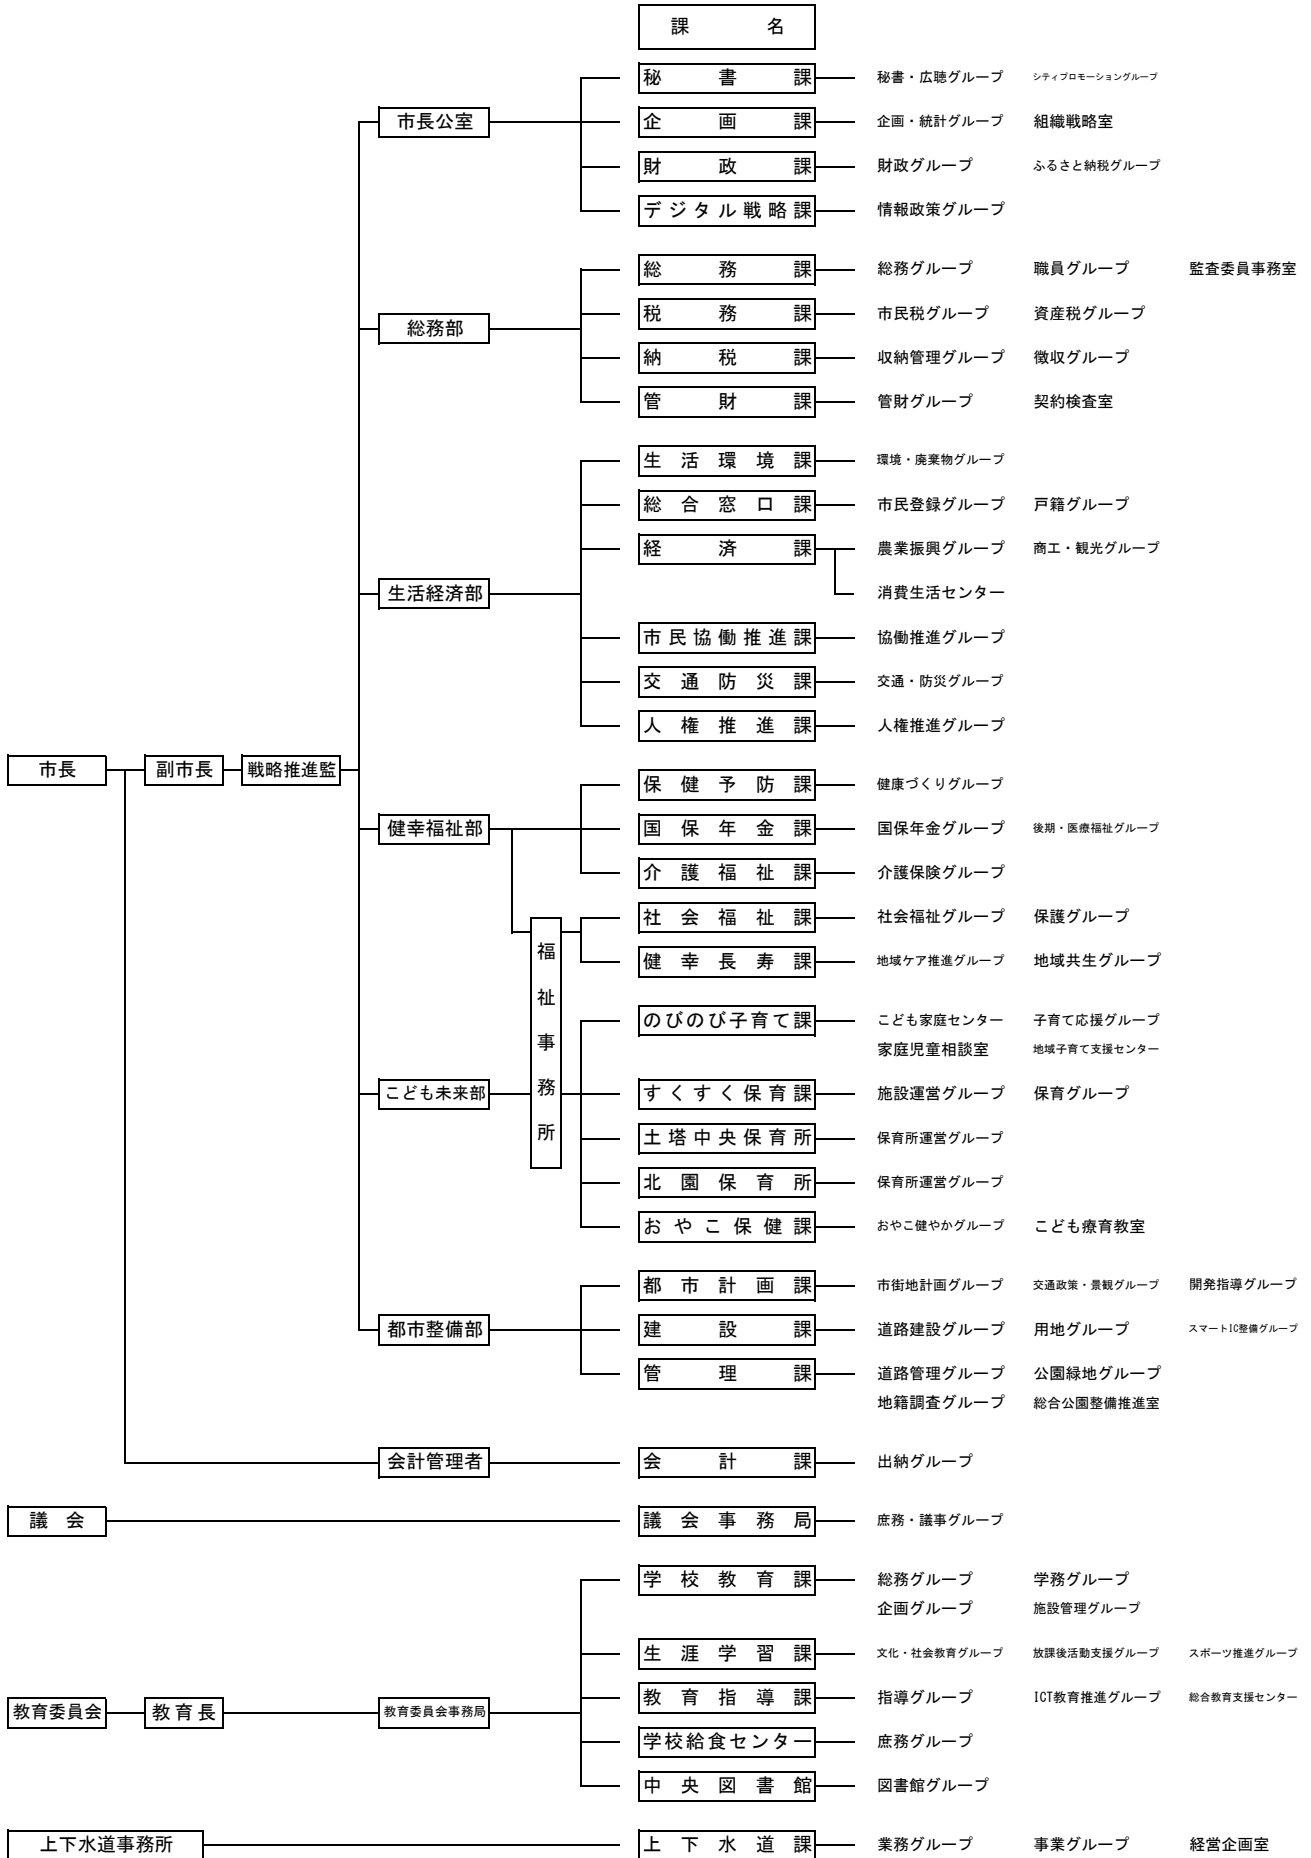 課名
秘書課 秘書・広聴グループ シティプロモーショングループ
市長公室 企画課 企画・統計グループ 組織戦略室
財政課 財政グループ ふるさと納税グループ
デジタル戦略課 情報政策グループ
総務課 総務グループ 職員グループ 監査委員事務室
税務課 市民税グループ 資産税グループ
総務部
納税課 収納管理グループ 徴収グループ
管財課 管財グループ 契約検査室
生活環境課 環境・廃棄物グループ
総合窓口課 市民登録グループ 戸籍グループ
経済課 農業振興グループ 商工・観光グループ
生活経済部 消費生活センター
市民協働推進課 協働推進グループ
交通防災課 交通・防災グループ
人権推進課 人権推進グループ
市長 副市長 戦略推進監
保健予防課 健康づくりグループ
健幸福祉部 国保年金課 国保年金グループ 後期・医療福祉グループ
介護福祉課 介護保険グループ
社会福祉課 社会福祉グループ 保護グループ
福祉事務所
健幸長寿課 地域ケア推進グループ 地域共生グループ
のびのび子育て課 こども家庭センター 子育て応援グループ
家庭児童相談室 地域子育て支援センター
こども未来部 すくすく保育課 施設運営グループ 保育グループ
土塔中央保育所 保育所運営グループ
北園保育所 保育所運営グループ
おやこ保健課 おやこ健やかグループ こども療育教室
都市計画課 市街地計画グループ 交通政策・景観グループ 開発指導グループ
都市整備部 建設課 道路建設グループ 用地グループ スマートIC整備グループ
管理課 道路管理グループ 公園緑地グループ
地籍調査グループ 総合公園整備推進室
会計管理者 会計課 出納グループ
議会 議会事務局 庶務・議事グループ
学校教育課 総務グループ 学務グループ
企画グループ 施設管理グループ
生涯学習課 文化・社会教育グループ 放課後活動支援グループ スポーツ推進グループ
教育指導課 指導グループ ICT教育推進グループ 総合教育支援センター
教育委員会 教育長 教育委員会事務局
学校給食センター 庶務グループ
中央図書館 図書館グループ
上下水道事務所 上下水道課 業務グループ 事業グループ 経営企画室